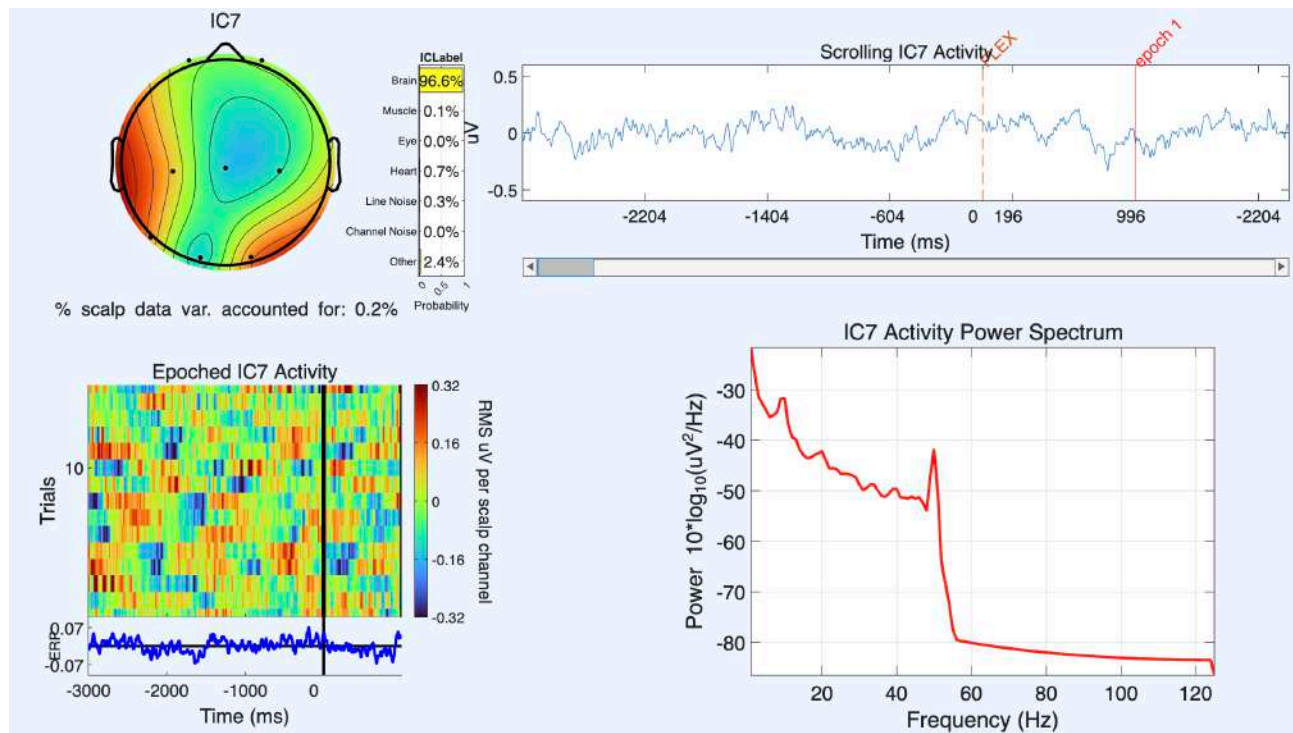 IC7
ICLabel
Brain 96.6%
Muscle 0.1%
Eye 0.0%
Heart 0.7%
Line Noise 0.3%
Channel Noise 0.0%
Other 2.4%
0 0.5 1
Probability
% scalp data var. accounted for: 0.2%
Scrolling IC7 Activity
epoch 1
uV
0.5
0
-0.5
-2204 -1404 -604 0 196 996 -2204
Time (ms)
Epoched IC7 Activity
Trials
10
0.32
0.16
0
-0.16
-0.32
RMS uV per scalp channel
ERP
0.07
-0.07
-3000 -2000 -1000 0
Time (ms)
IC7 Activity Power Spectrum
Power 10*log10(uV2/Hz)
-30
-40
-50
-60
-70
-80
20 40 60 80 100 120
Frequency (Hz)